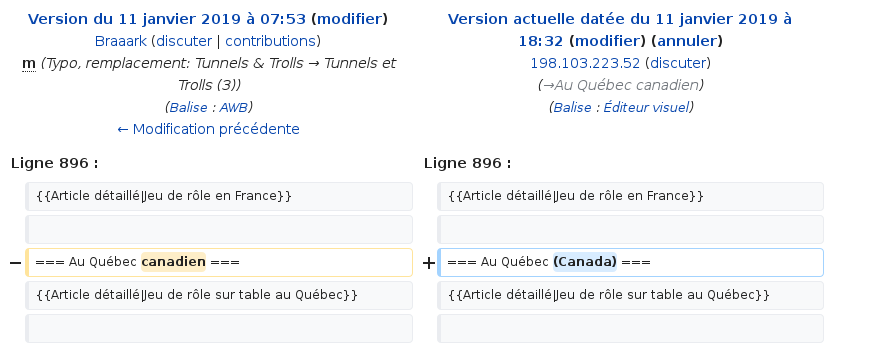 Version du 11 janvier 2019 à 07:53 (modifier)
Braaark (discuter | contributions)
m (Typo, remplacement: Tunnels & Trolls → Tunnels et
Trolls (3))
(Balise : AWB)
← Modification précédente
Version actuelle datée du 11 janvier 2019 à
18:32 (modifier) (annuler)
198.103.223.52 (discuter)
(→Au Québec canadien)
(Balise : Éditeur visuel)
Ligne 896 :
Ligne 896 :
{{Article détaillé|Jeu de rôle en France}}
{{Article détaillé|Jeu de rôle en France}}
− === Au Québec canadien ===
+ === Au Québec (Canada) ===
{{Article détaillé|Jeu de rôle sur table au Québec}}
{{Article détaillé|Jeu de rôle sur table au Québec}}